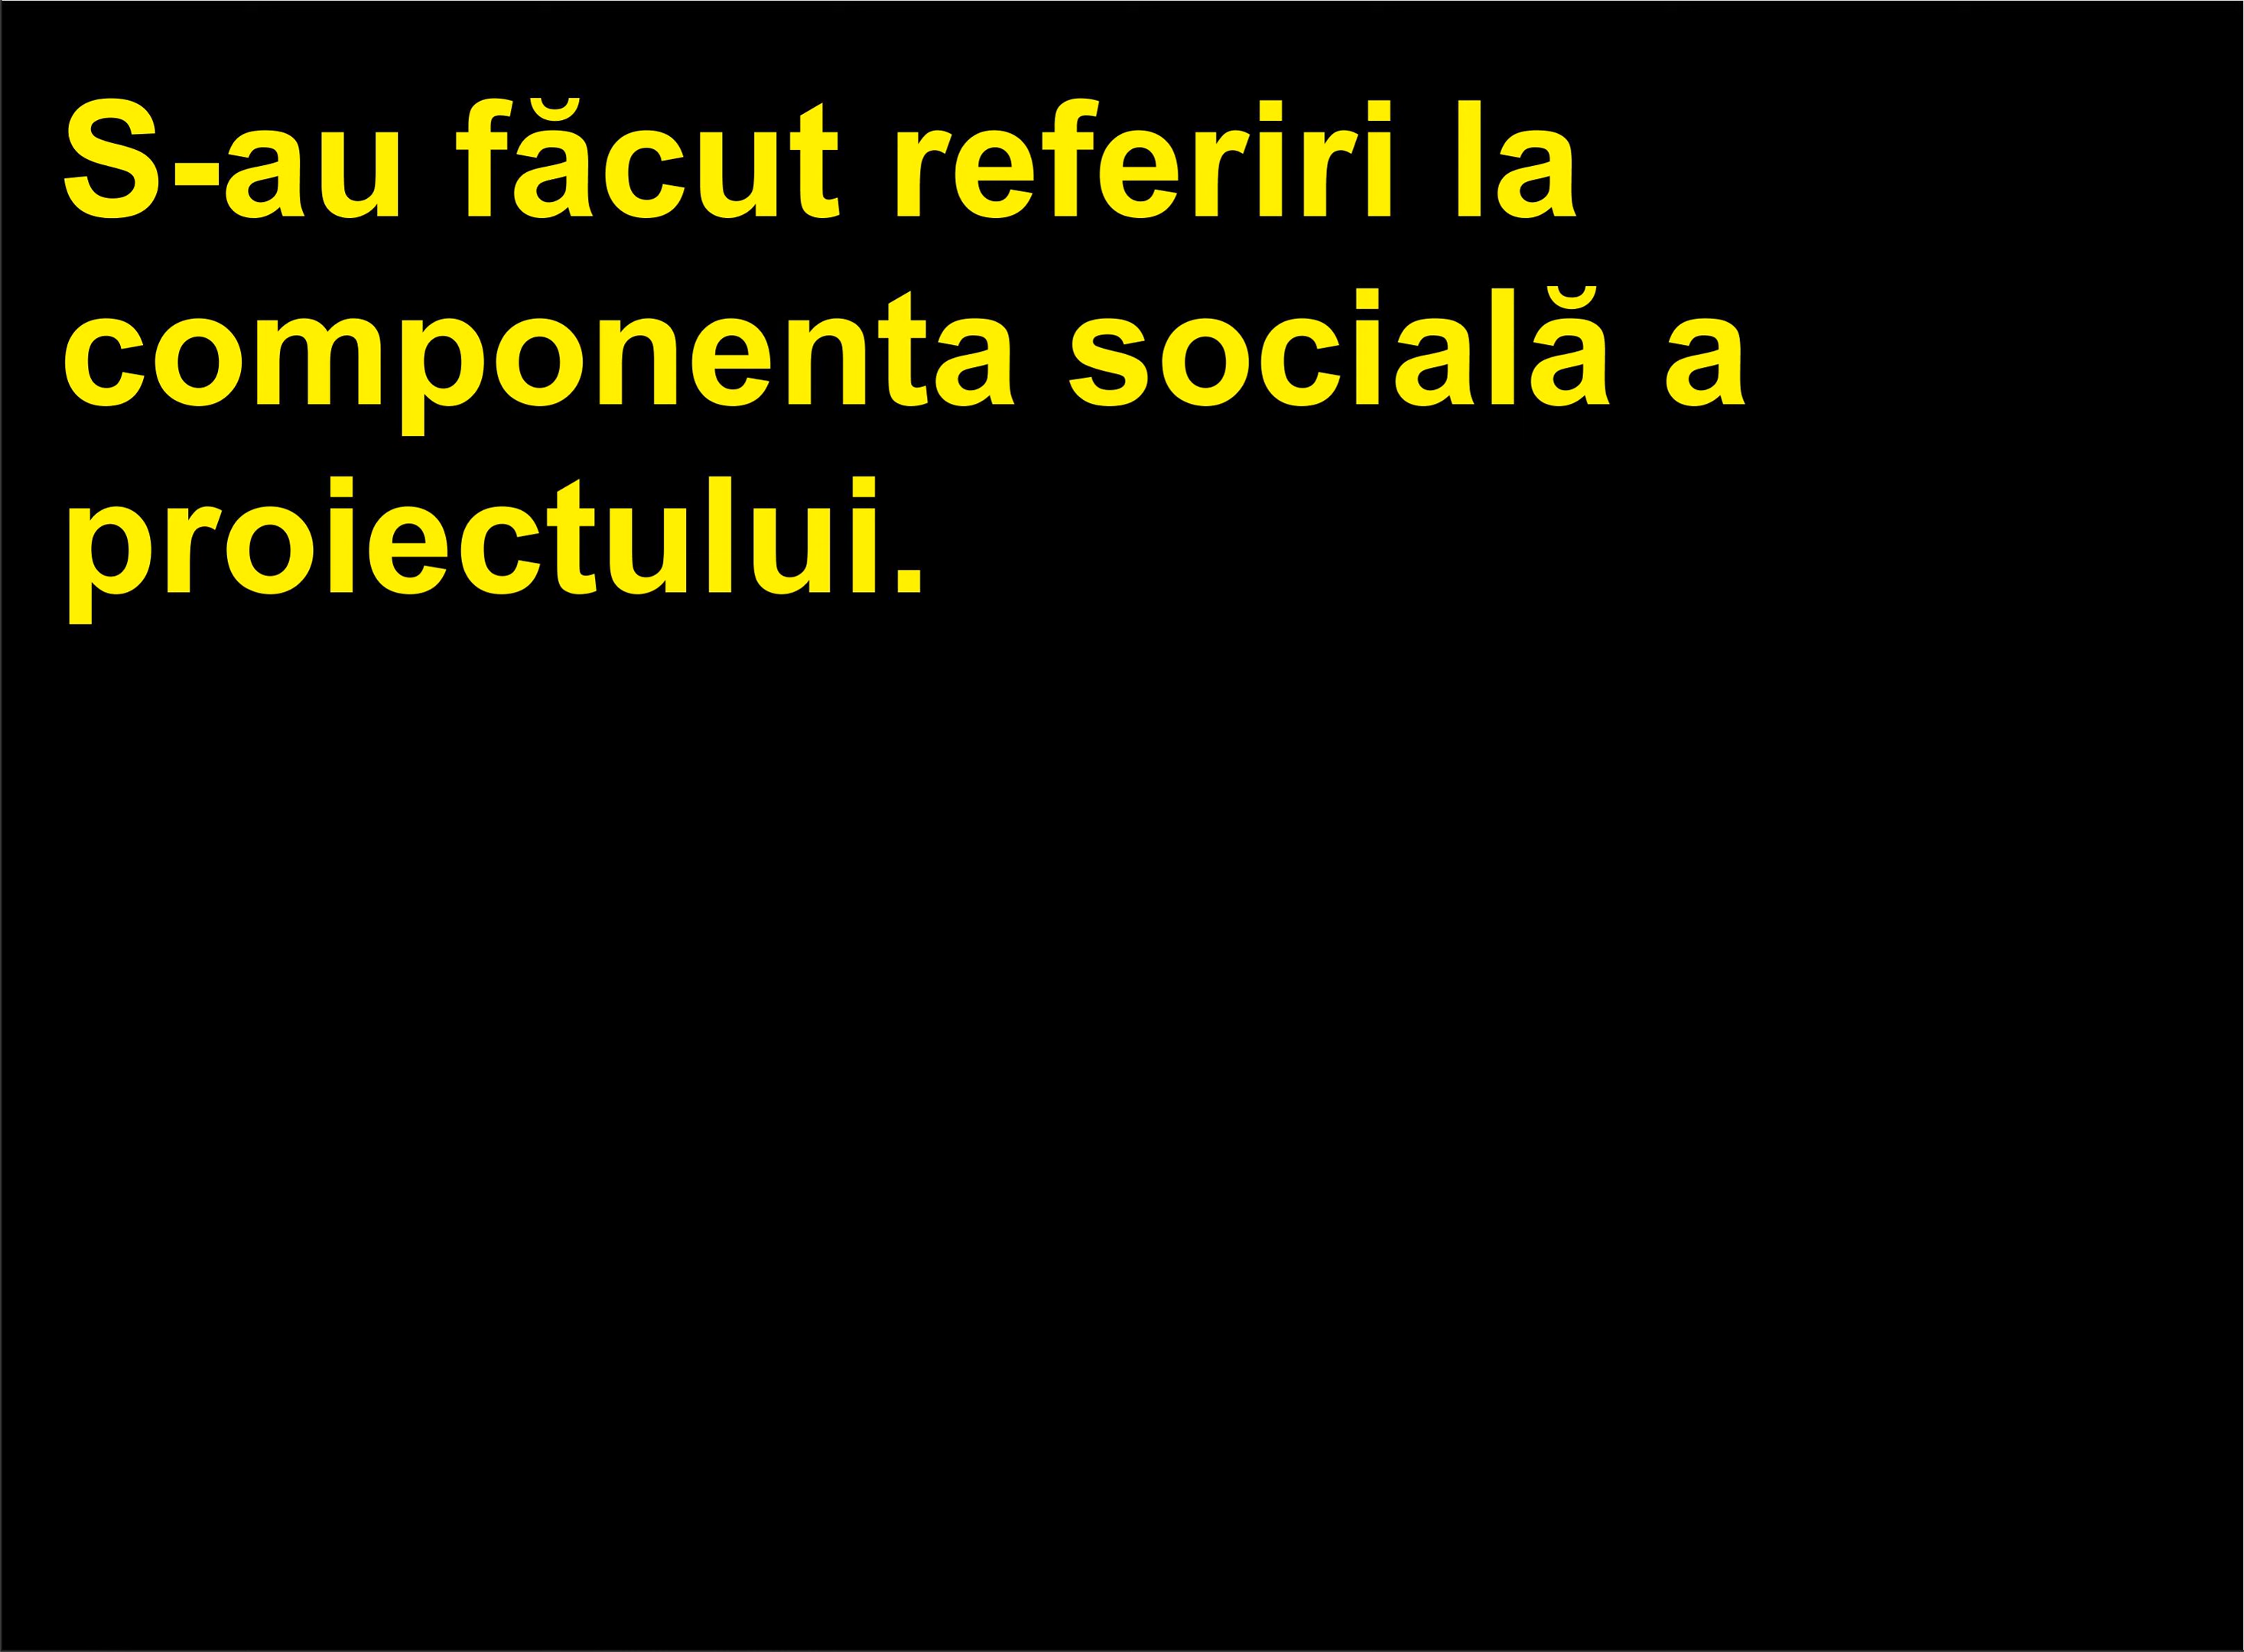 S-au făcut referiri la
componenta socială a
proiectului.